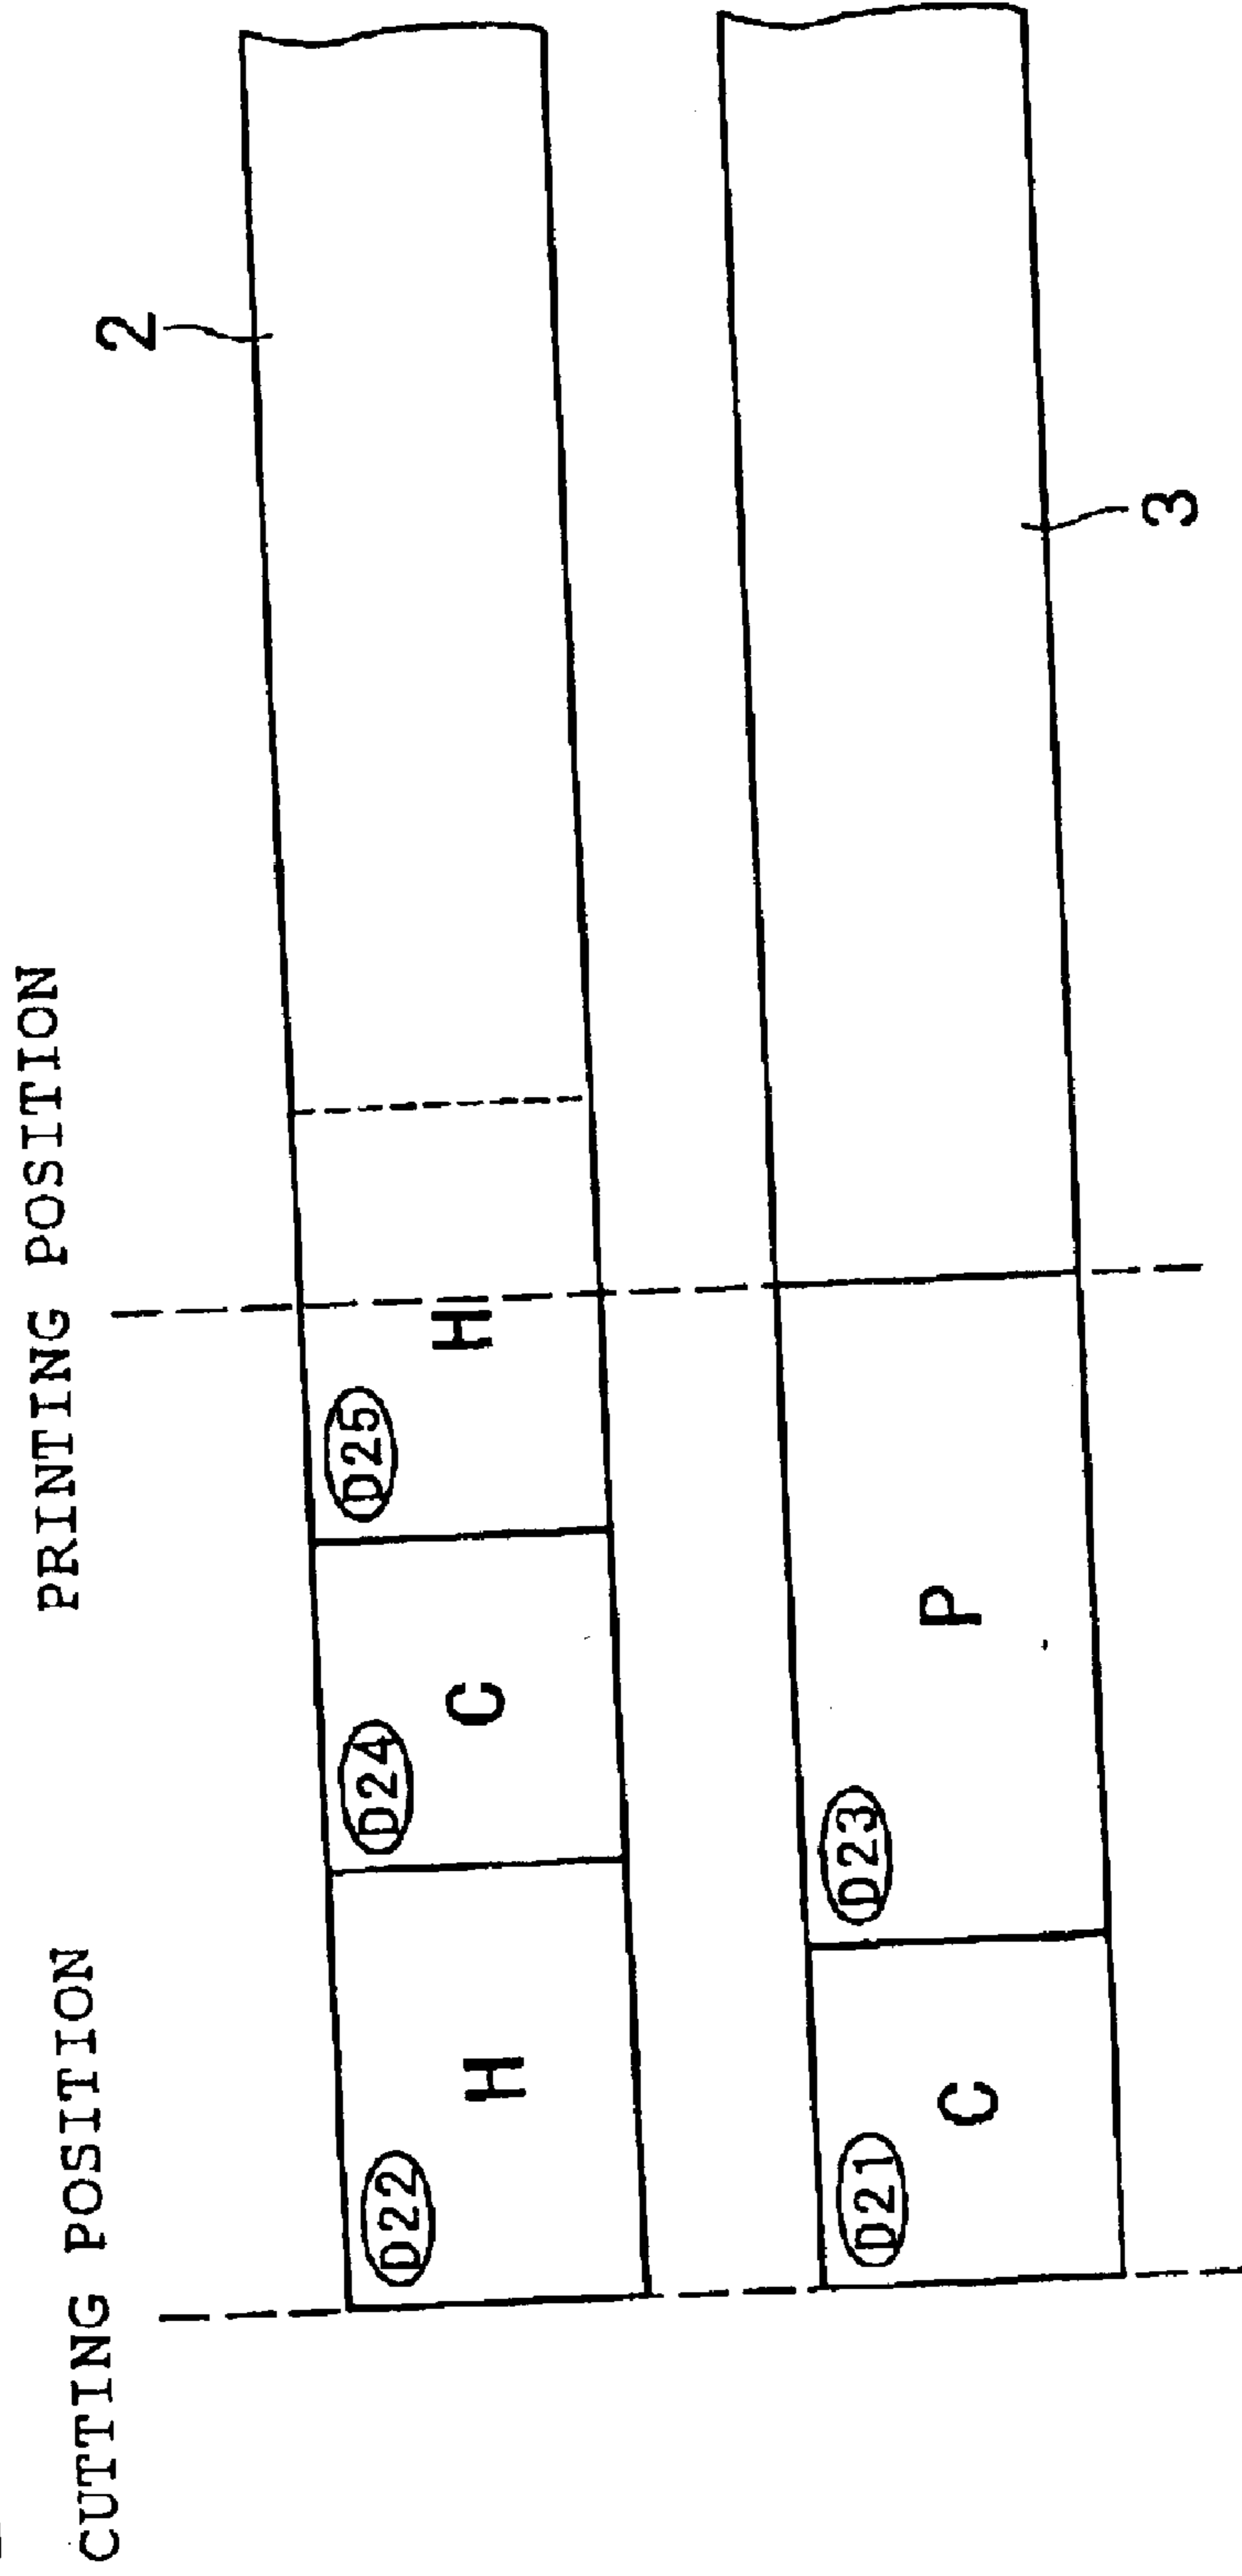 CUTTING POSITION
PRINTING POSITION
2
D22
H
D24
C
D25
H
D21
C
D23
P
3